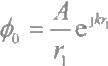 ϕ₀ = A/r₁ e^{jkr₁}